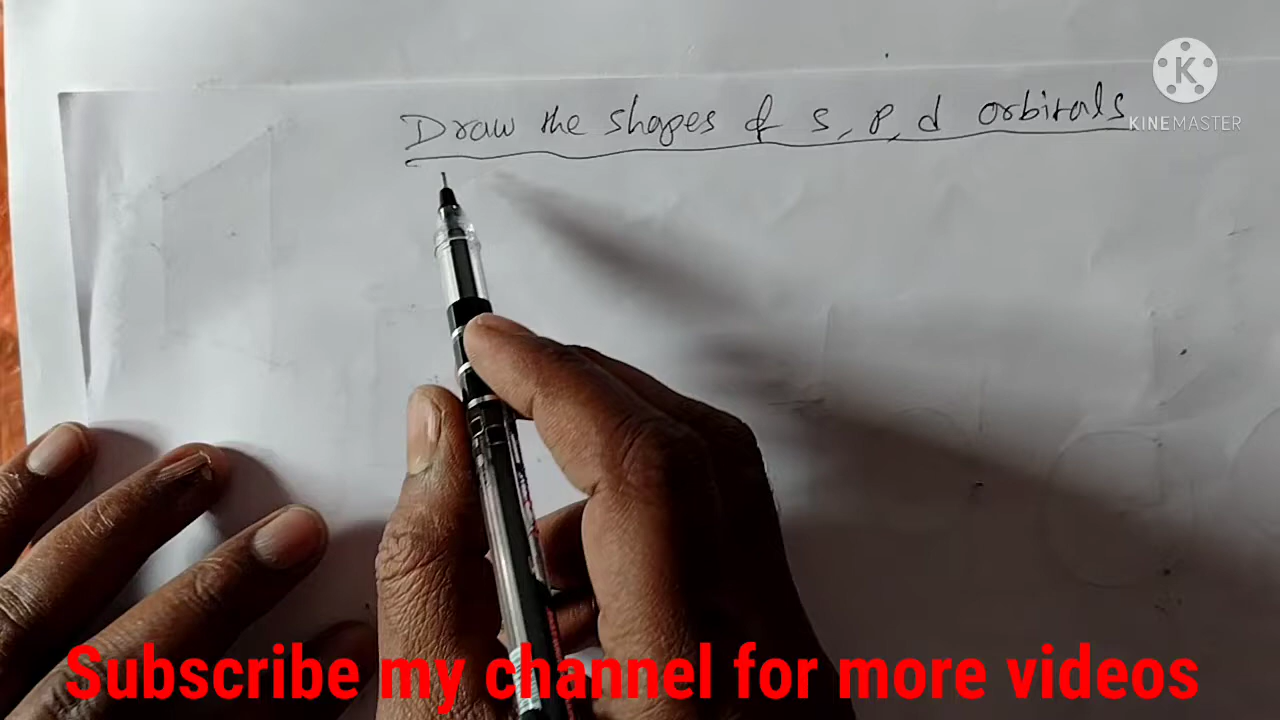 Draw the shapes of s, p, d orbitals
K
KINEMASTER
Subscribe my channel for more videos